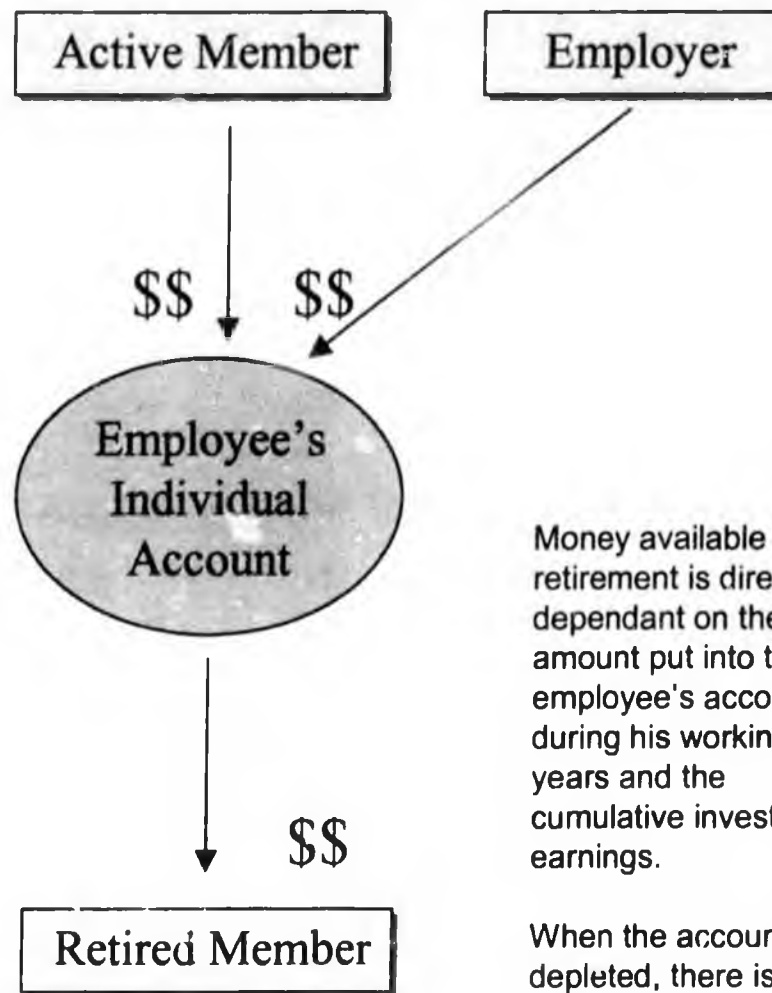 Active Member
Employer
$$ $$
Employee's
Individual
Account
Money available
retirement is dire
dependant on the
amount put into t
employee's acco
during his workin
years and the
cumulative invest
earnings.
$$
Retired Member
When the accoun
depleted, there is